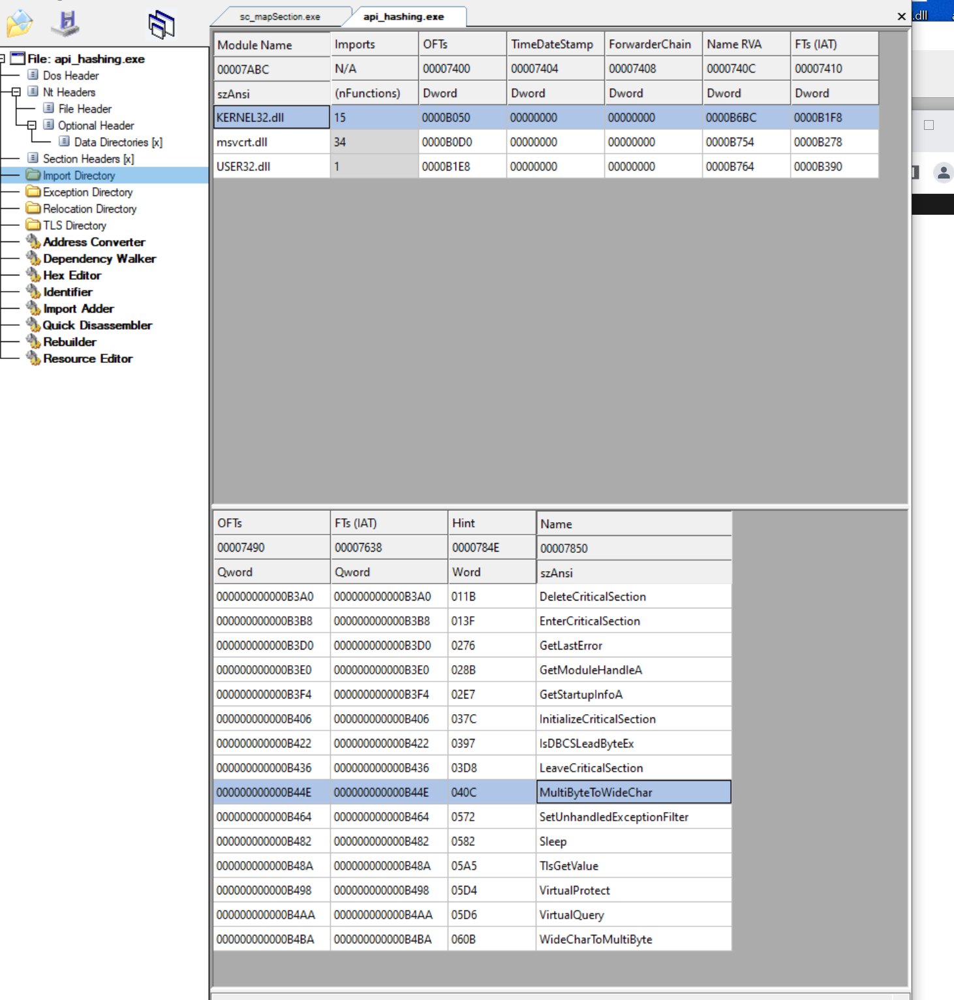 sc_mapSection.exe
api_hashing.exe
.dll
File: api_hashing.exe
Dos Header
Nt Headers
File Header
Optional Header
Data Directories [x]
Section Headers [x]
Import Directory
Exception Directory
Relocation Directory
TLS Directory
Address Converter
Dependency Walker
Hex Editor
Identifier
Import Adder
Quick Disassembler
Rebuilder
Resource Editor
Module Name Imports OFTs TimeDateStamp ForwarderChain Name RVA FTs (IAT)
00007ABC N/A 00007400 00007404 00007408 0000740C 00007410
szAnsi (nFunctions) Dword Dword Dword Dword Dword
KERNEL32.dll 15 0000B050 00000000 00000000 0000B6BC 0000B1F8
msvcrt.dll 34 0000B0D0 00000000 00000000 0000B754 0000B278
USER32.dll 1 0000B1E8 00000000 00000000 0000B764 0000B390
OFTs FTs (IAT) Hint Name
00007490 00007638 0000784E 00007850
Qword Qword Word szAnsi
000000000000B3A0 000000000000B3A0 011B DeleteCriticalSection
000000000000B3B8 000000000000B3B8 013F EnterCriticalSection
000000000000B3D0 000000000000B3D0 0276 GetLastError
000000000000B3E0 000000000000B3E0 028B GetModuleHandleA
000000000000B3F4 000000000000B3F4 02E7 GetStartupInfoA
000000000000B406 000000000000B406 037C InitializeCriticalSection
000000000000B422 000000000000B422 0397 IsDBCSLeadByteEx
000000000000B436 000000000000B436 03D8 LeaveCriticalSection
000000000000B44E 000000000000B44E 040C MultiByteToWideChar
000000000000B464 000000000000B464 0572 SetUnhandledExceptionFilter
000000000000B482 000000000000B482 0582 Sleep
000000000000B48A 000000000000B48A 05A5 TlsGetValue
000000000000B498 000000000000B498 05D4 VirtualProtect
000000000000B4AA 000000000000B4AA 05D6 VirtualQuery
000000000000B4BA 000000000000B4BA 060B WideCharToMultiByte